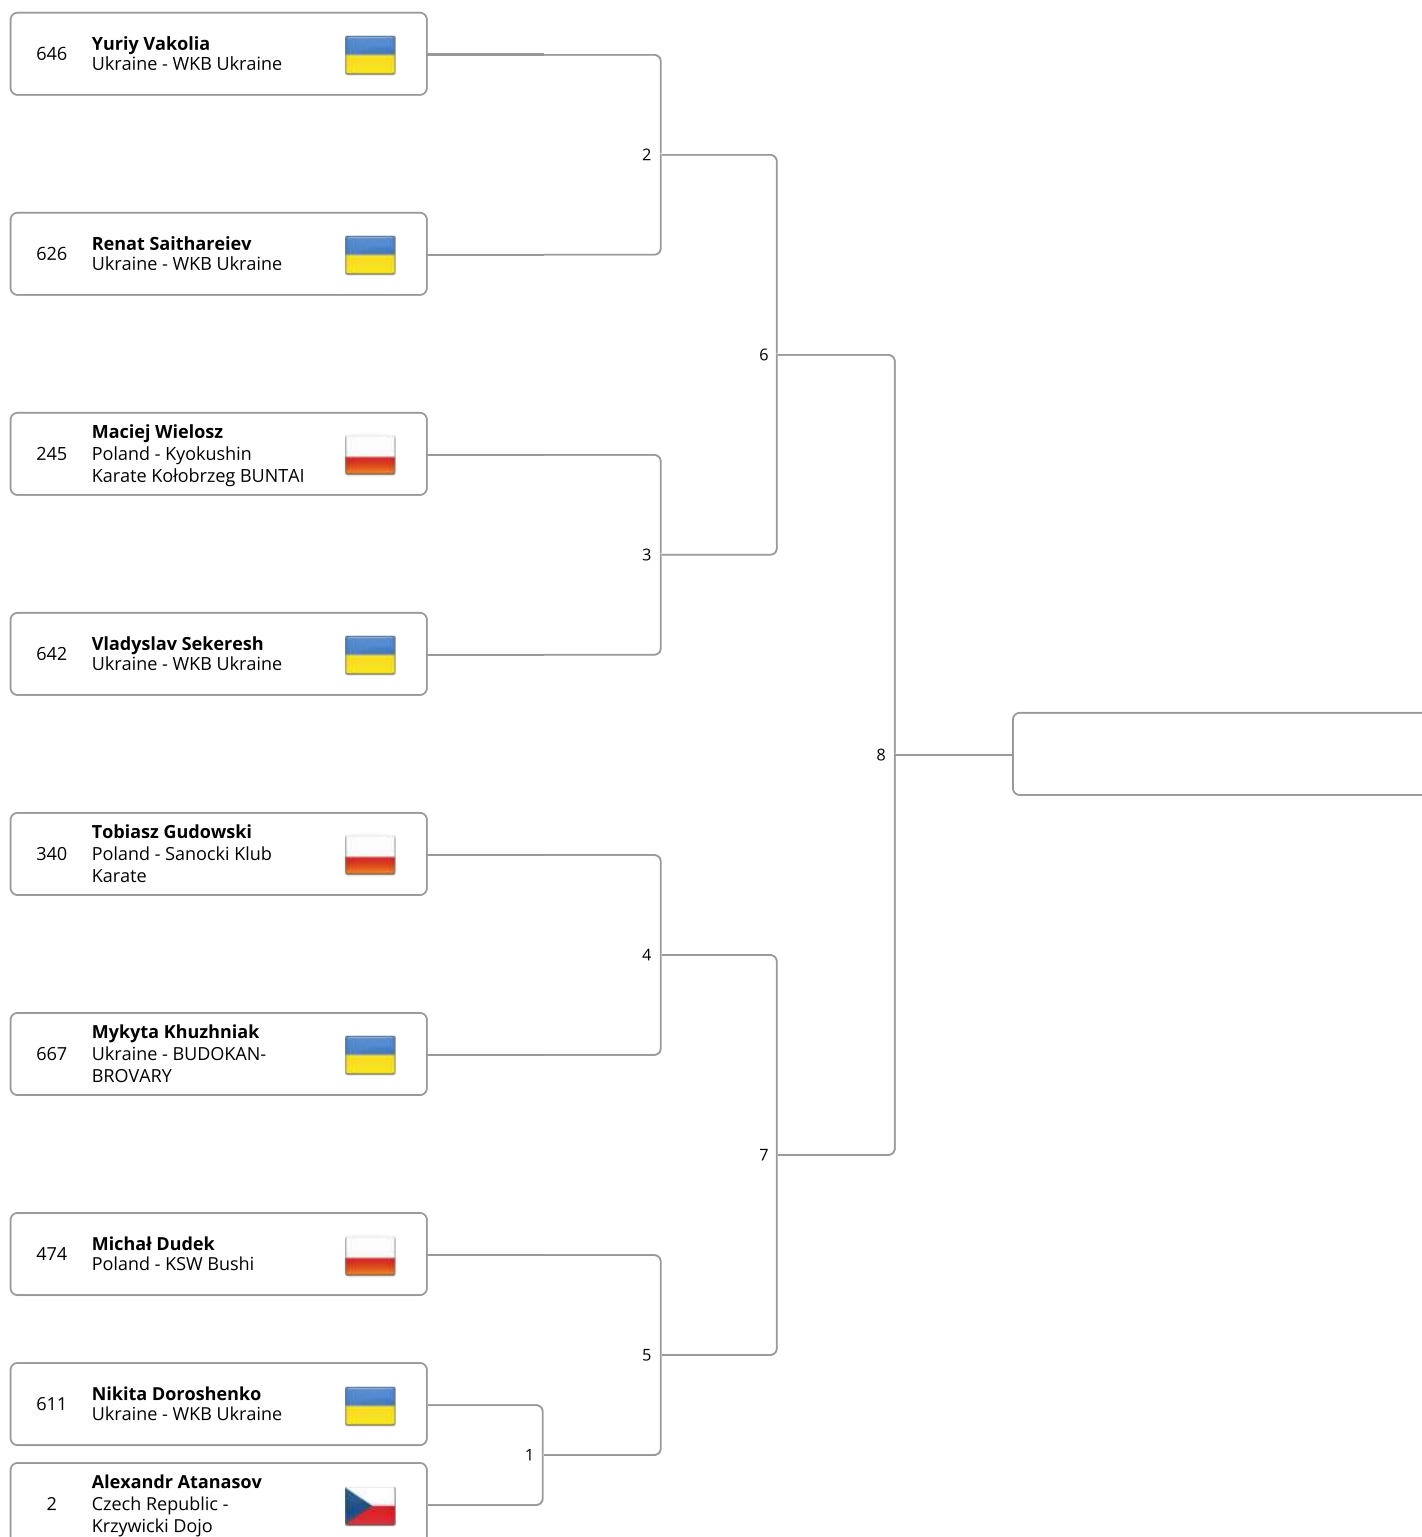 646
Yuriy Vakolia
Ukraine - WKB Ukraine
2
626
Renat Saithareiev
Ukraine - WKB Ukraine
6
245
Maciej Wielosz
Poland - Kyokushin
Karate Kołobrzeg BUNTAI
3
642
Vladyslav Sekeresh
Ukraine - WKB Ukraine
8
340
Tobiasz Gudowski
Poland - Sanocki Klub
Karate
4
667
Mykyta Khuzhniak
Ukraine - BUDOKAN-
BROVARY
7
474
Michał Dudek
Poland - KSW Bushi
5
611
Nikita Doroshenko
Ukraine - WKB Ukraine
1
2
Alexandr Atanasov
Czech Republic -
Krzywicki Dojo